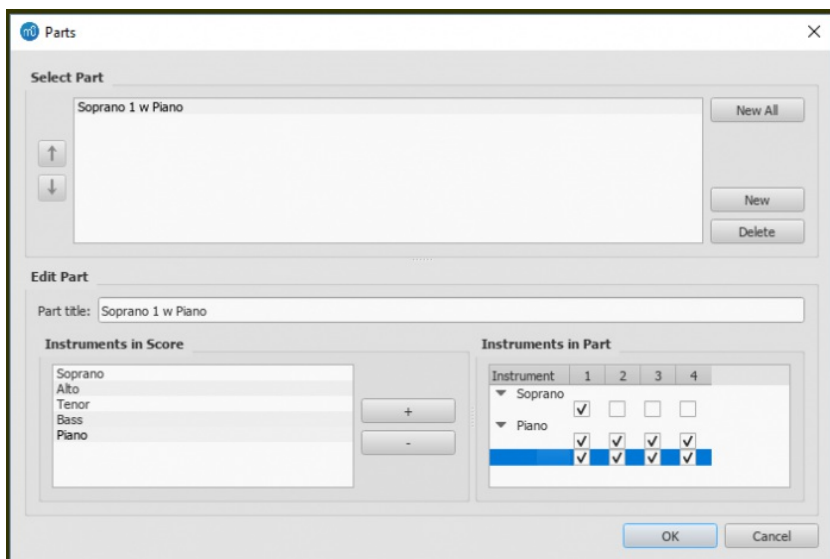 Parts
Select Part
Soprano 1 w Piano
New All
New
Delete
Edit Part
Part title: Soprano 1 w Piano
Instruments in Score
Soprano
Alto
Tenor
Bass
Piano
+
-
Instruments in Part
Instrument 1 2 3 4
Soprano
Piano
OK Cancel